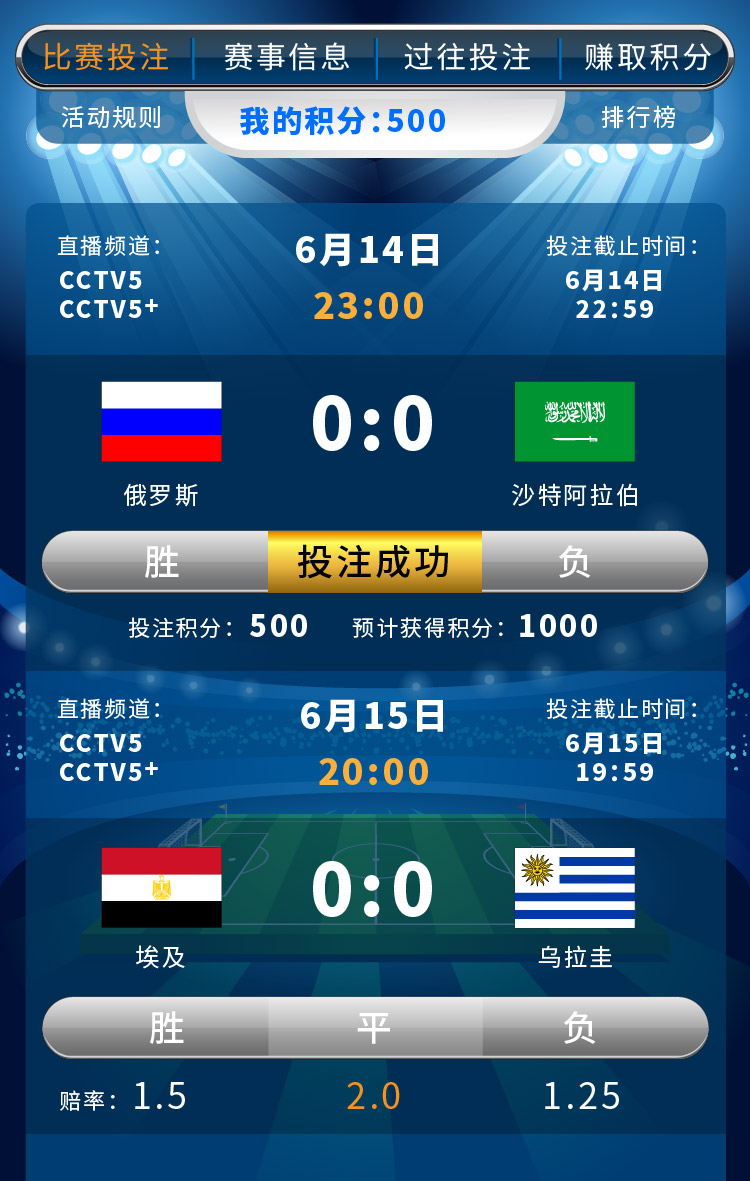 比赛投注 赛事信息 过往投注 赚取积分
活动规则 我的积分:500 排行榜
直播频道: 6月14日 投注截止时间:
CCTV5 23:00 6月14日
CCTV5+ 22:59
0:0
俄罗斯 沙特阿拉伯
胜 投注成功 负
投注积分: 500 预计获得积分: 1000
直播频道: 6月15日 投注截止时间:
CCTV5 20:00 6月15日
CCTV5+ 19:59
0:0
埃及 乌拉圭
胜 平 负
赔率: 1.5 2.0 1.25